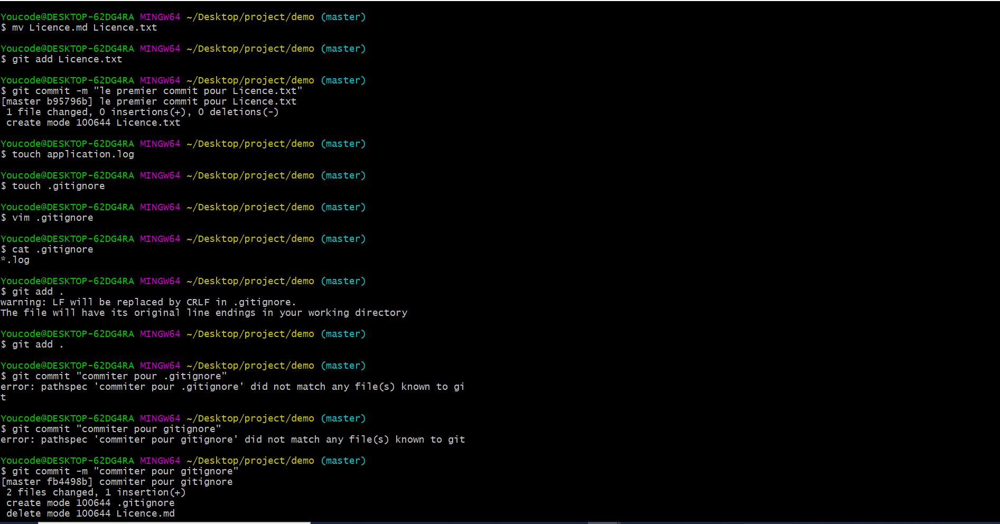 Youcode@DESKTOP-62DG4RA MINGW64 ~/Desktop/project/demo (master)
$ mv Licence.md Licence.txt
Youcode@DESKTOP-62DG4RA MINGW64 ~/Desktop/project/demo (master)
$ git add Licence.txt
Youcode@DESKTOP-62DG4RA MINGW64 ~/Desktop/project/demo (master)
$ git commit -m "le premier commit pour Licence.txt"
[master b95796b] le premier commit pour Licence.txt
 1 file changed, 0 insertions(+), 0 deletions(-)
 create mode 100644 Licence.txt
Youcode@DESKTOP-62DG4RA MINGW64 ~/Desktop/project/demo (master)
$ touch application.log
Youcode@DESKTOP-62DG4RA MINGW64 ~/Desktop/project/demo (master)
$ touch .gitignore
Youcode@DESKTOP-62DG4RA MINGW64 ~/Desktop/project/demo (master)
$ vim .gitignore
Youcode@DESKTOP-62DG4RA MINGW64 ~/Desktop/project/demo (master)
$ cat .gitignore
*.log
Youcode@DESKTOP-62DG4RA MINGW64 ~/Desktop/project/demo (master)
$ git add .
warning: LF will be replaced by CRLF in .gitignore.
The file will have its original line endings in your working directory
Youcode@DESKTOP-62DG4RA MINGW64 ~/Desktop/project/demo (master)
$ git add .
Youcode@DESKTOP-62DG4RA MINGW64 ~/Desktop/project/demo (master)
$ git commit "commiter pour .gitignore"
error: pathspec 'commiter pour .gitignore' did not match any file(s) known to gi
t
Youcode@DESKTOP-62DG4RA MINGW64 ~/Desktop/project/demo (master)
$ git commit "commiter pour gitignore"
error: pathspec 'commiter pour gitignore' did not match any file(s) known to git
Youcode@DESKTOP-62DG4RA MINGW64 ~/Desktop/project/demo (master)
$ git commit -m "commiter pour gitignore"
[master fb4498b] commiter pour gitignore
 2 files changed, 1 insertion(+)
 create mode 100644 .gitignore
 delete mode 100644 Licence.md